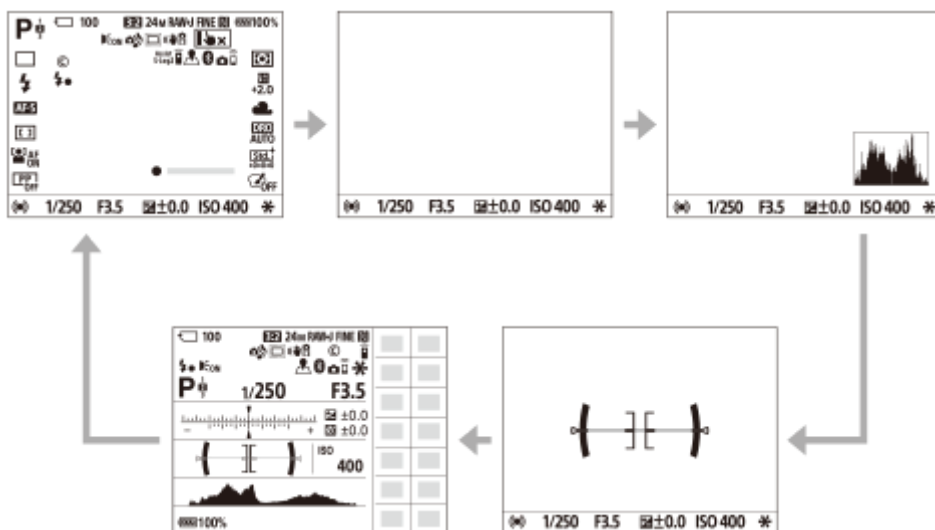 P 100 3:2 24M RAW+J FINE 100%
ON
+2.0
AF-S
DRO
AUTO
AF
ON
Std.
PP
OFF
OFF
1/250 F3.5 ±0.0 ISO 400
1/250 F3.5 ±0.0 ISO 400
1/250 F3.5 ±0.0 ISO 400
100 3:2 24M RAW+J FINE
ON
P 1/250 F3.5
±0.0
- + ±0.0
ISO
400
100%
1/250 F3.5 ±0.0 ISO 400